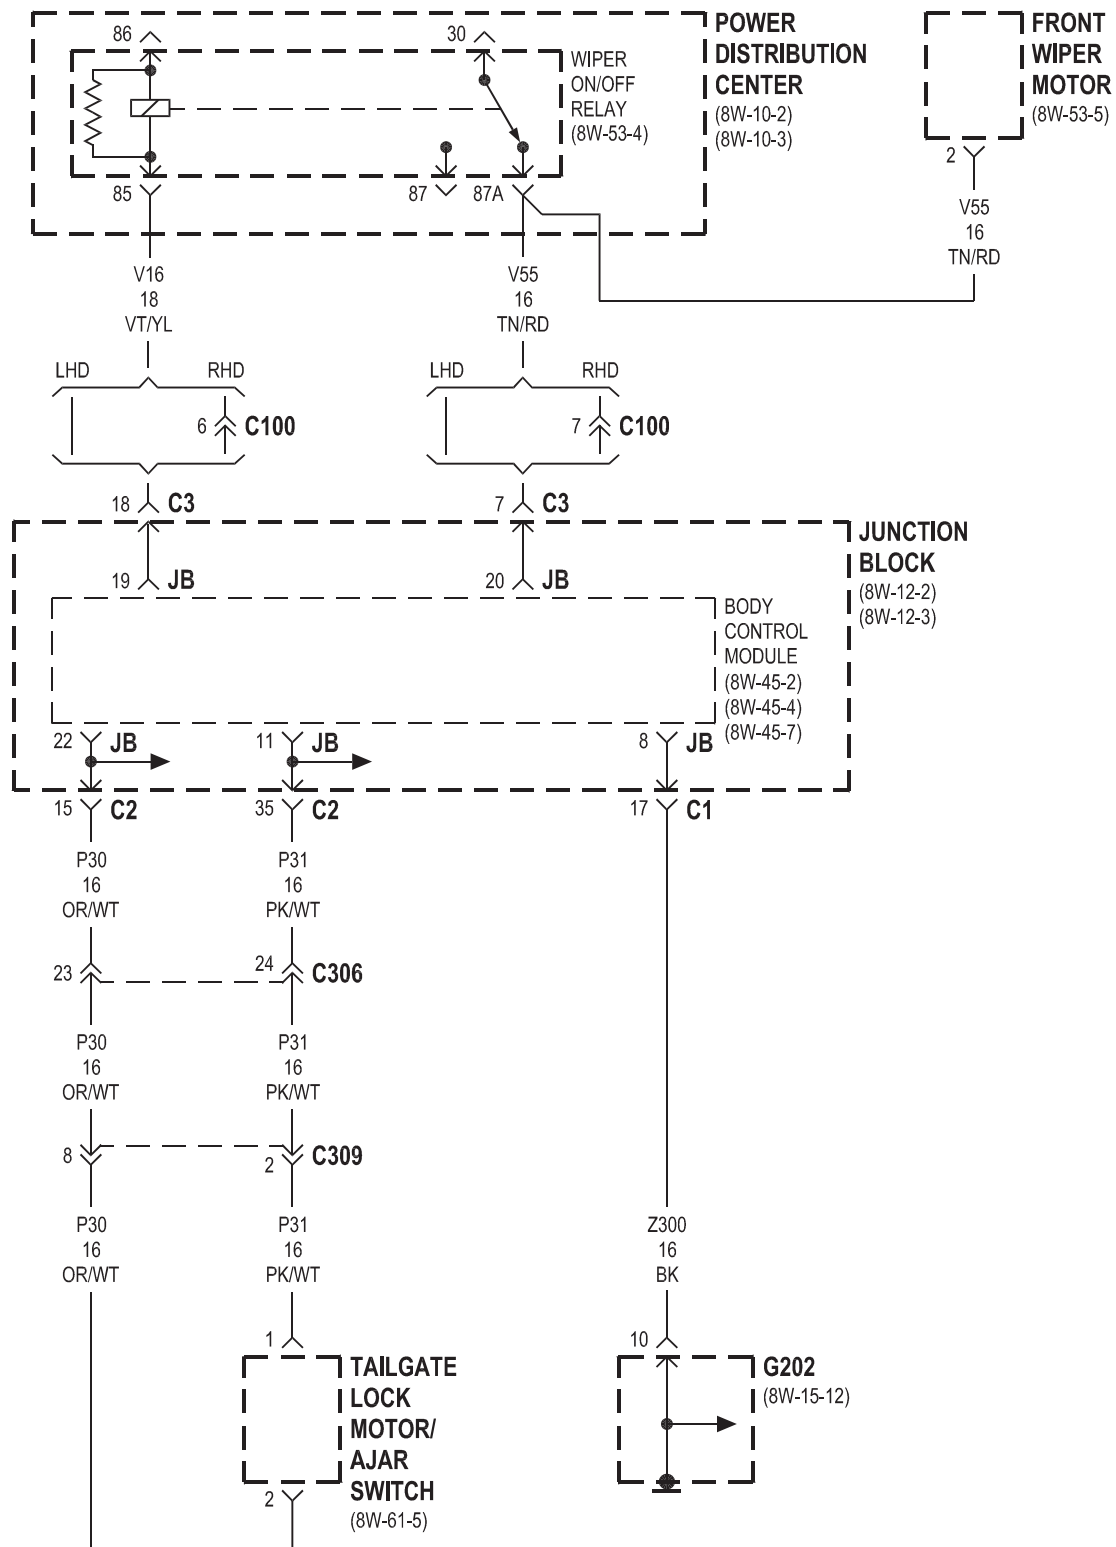 86
30
WIPER
ON/OFF
RELAY
(8W-53-4)
85
87
87A
POWER
DISTRIBUTION
CENTER
(8W-10-2)
(8W-10-3)
FRONT
WIPER
MOTOR
(8W-53-5)
2
V55
16
TN/RD
V16
18
VT/YL
V55
16
TN/RD
LHD
RHD
6
C100
LHD
RHD
7
C100
18
C3
7
C3
JUNCTION
BLOCK
(8W-12-2)
(8W-12-3)
19
JB
20
JB
BODY
CONTROL
MODULE
(8W-45-2)
(8W-45-4)
(8W-45-7)
22
JB
11
JB
8
JB
15
C2
35
C2
17
C1
P30
16
OR/WT
P31
16
PK/WT
23
24
C306
P30
16
OR/WT
P31
16
PK/WT
8
2
C309
P30
16
OR/WT
P31
16
PK/WT
Z300
16
BK
1
TAILGATE
LOCK
MOTOR/
AJAR
SWITCH
(8W-61-5)
2
10
G202
(8W-15-12)